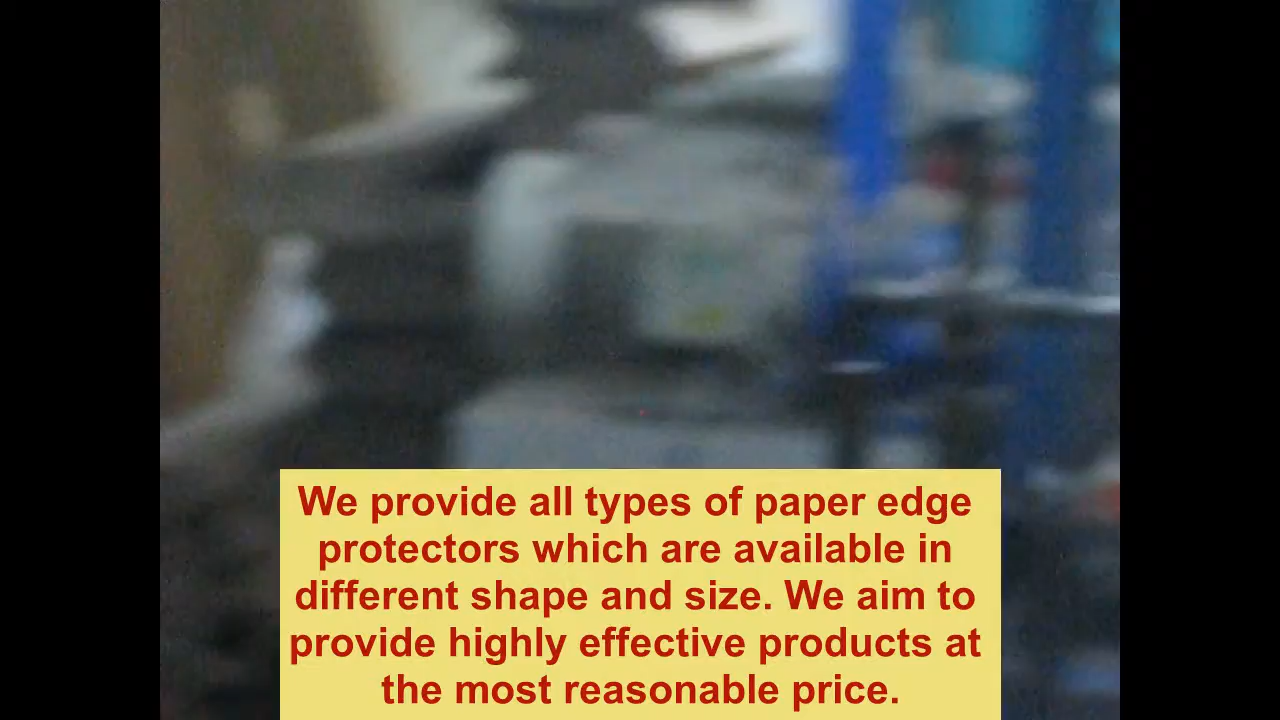 We provide all types of paper edge
protectors which are available in
different shape and size. We aim to
provide highly effective products at
the most reasonable price.